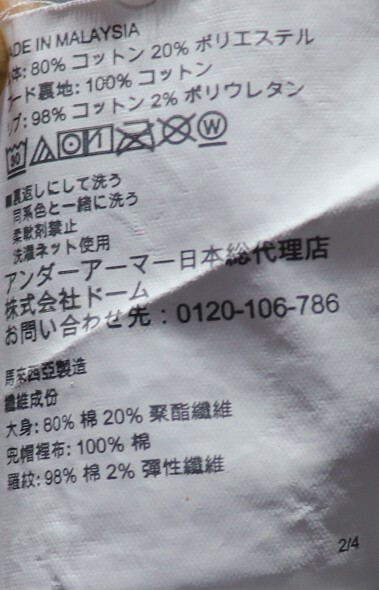 MADE IN MALAYSIA
体: 80% コットン 20% ポリエステル
ード裏地: 100% コットン
ブ: 98% コットン 2% ポリウレタン
30 W
■裏返しにして洗う
同系色と一緒に洗う
柔軟剤禁止
洗濯ネット使用
アンダーアーマー日本総代理店
株式会社ドーム
お問い合わせ先：0120-106-786
馬來西亞製造
纖維成份
大身: 80% 棉 20% 聚酯纖維
兜帽裡布: 100% 棉
羅紋: 98% 棉 2% 彈性纖維
2/4